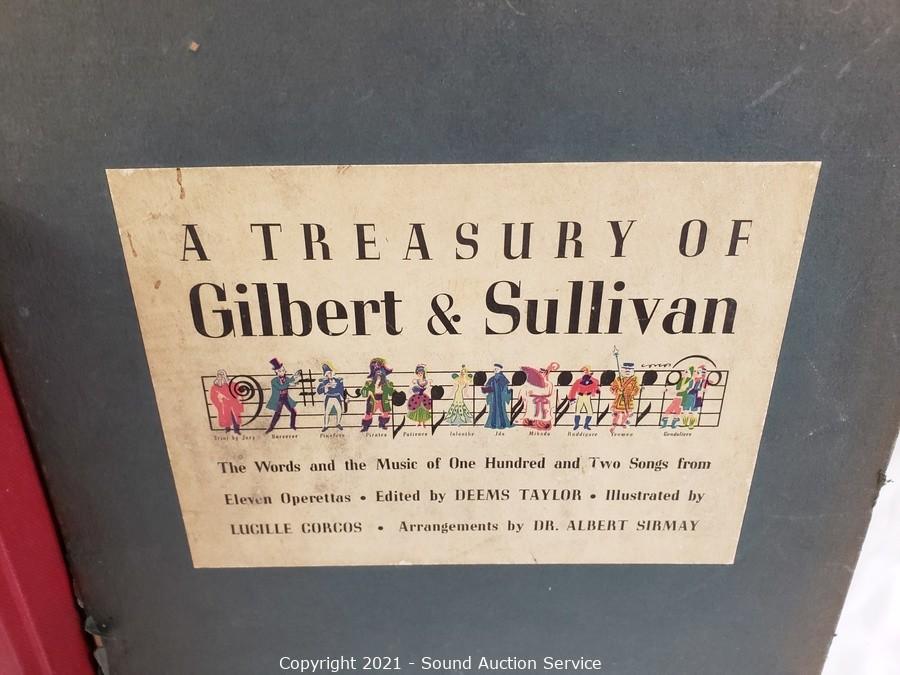 A TREASURY OF
Gilbert & Sullivan
Trial by Jury Sorcerer Pinafore Pirates Patience Iolanthe Ida Mikado Ruddigore Yeomen Gondoliers
The Words and the Music of One Hundred and Two Songs from
Eleven Operettas • Edited by DEEMS TAYLOR • Illustrated by
LUCILLE CORCOS • Arrangements by DR. ALBERT SIRMAY
Copyright 2021 - Sound Auction Service